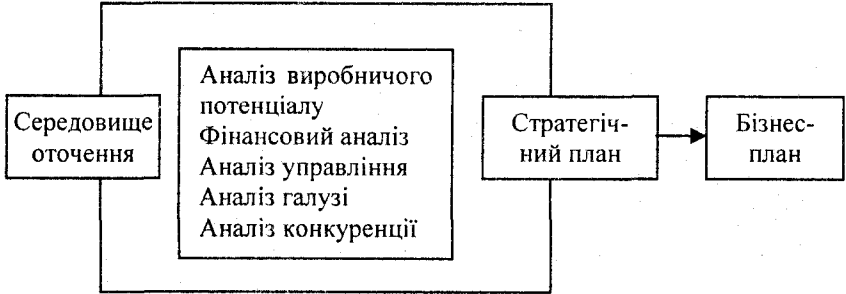 Середовище
оточення
Аналіз виробничого
потенціалу
Фінансовий аналіз
Аналіз управління
Аналіз галузі
Аналіз конкуренції
Стратегіч-
ний план
Бізнес-
план